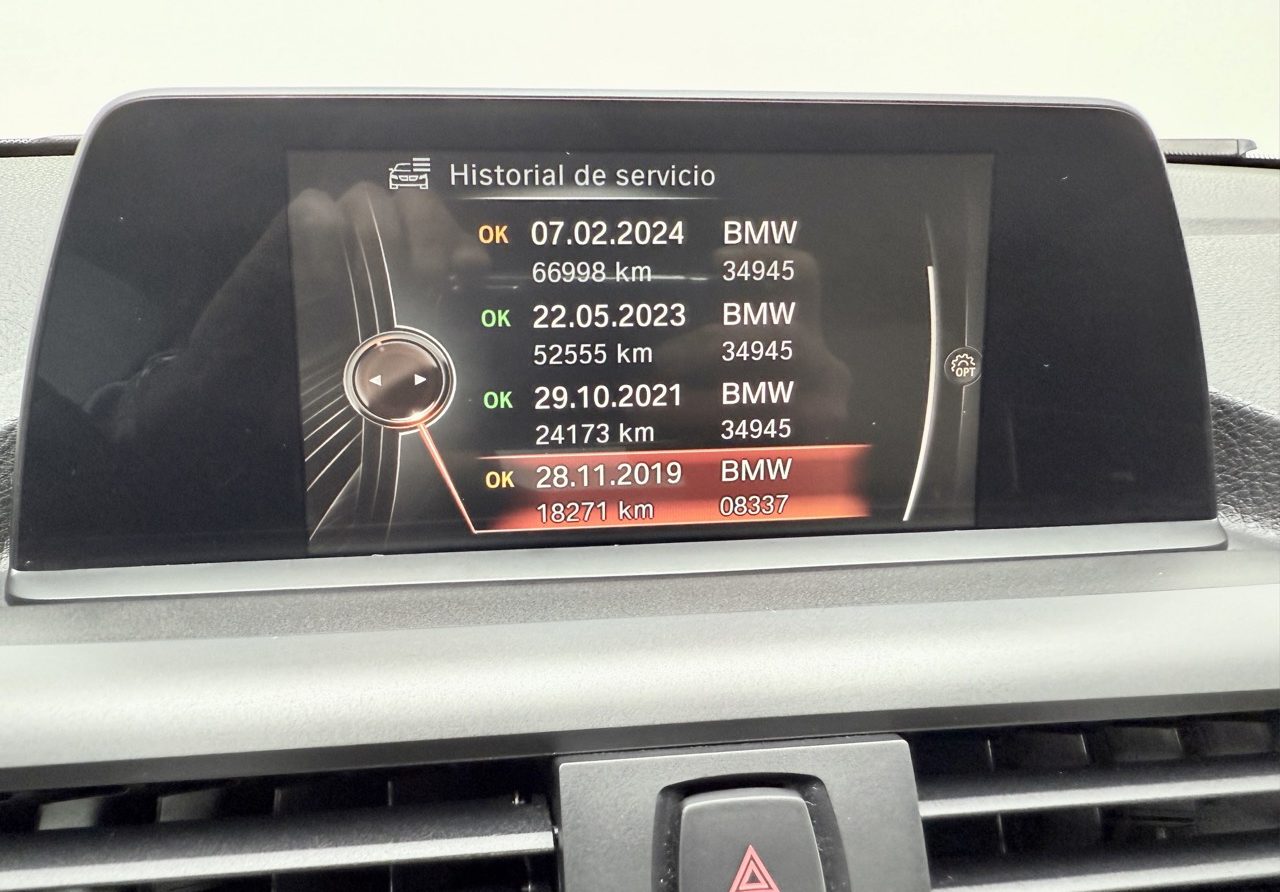 Historial de servicio
OK 07.02.2024 BMW
66998 km 34945
OK 22.05.2023 BMW
52555 km 34945
OK 29.10.2021 BMW
24173 km 34945
OK 28.11.2019 BMW
18271 km 08337
OPT